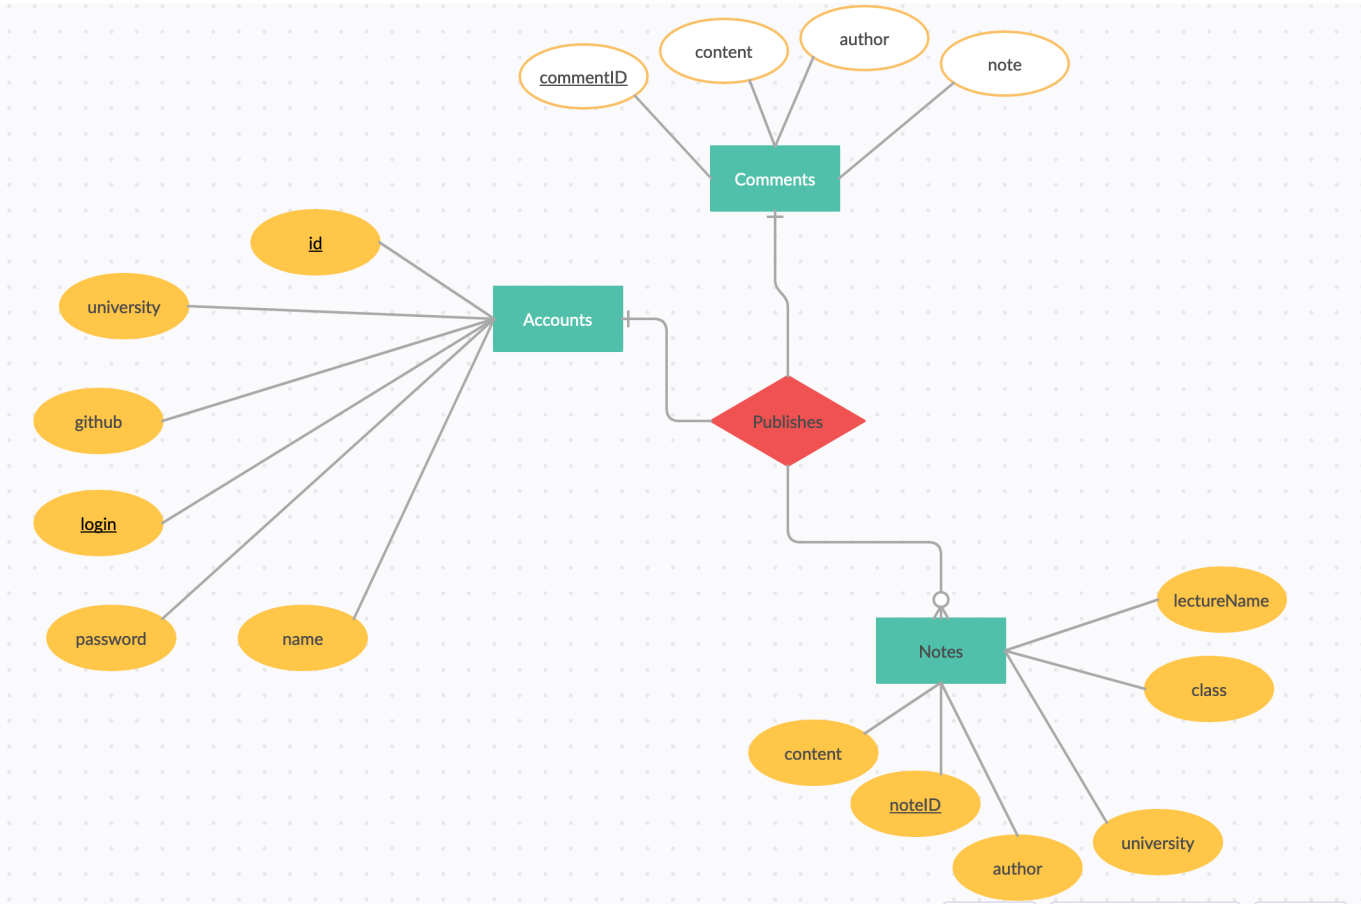 author
content
note
commentID
Comments
id
university
Accounts
github
Publishes
login
lectureName
password
name
Notes
class
content
noteID
university
author